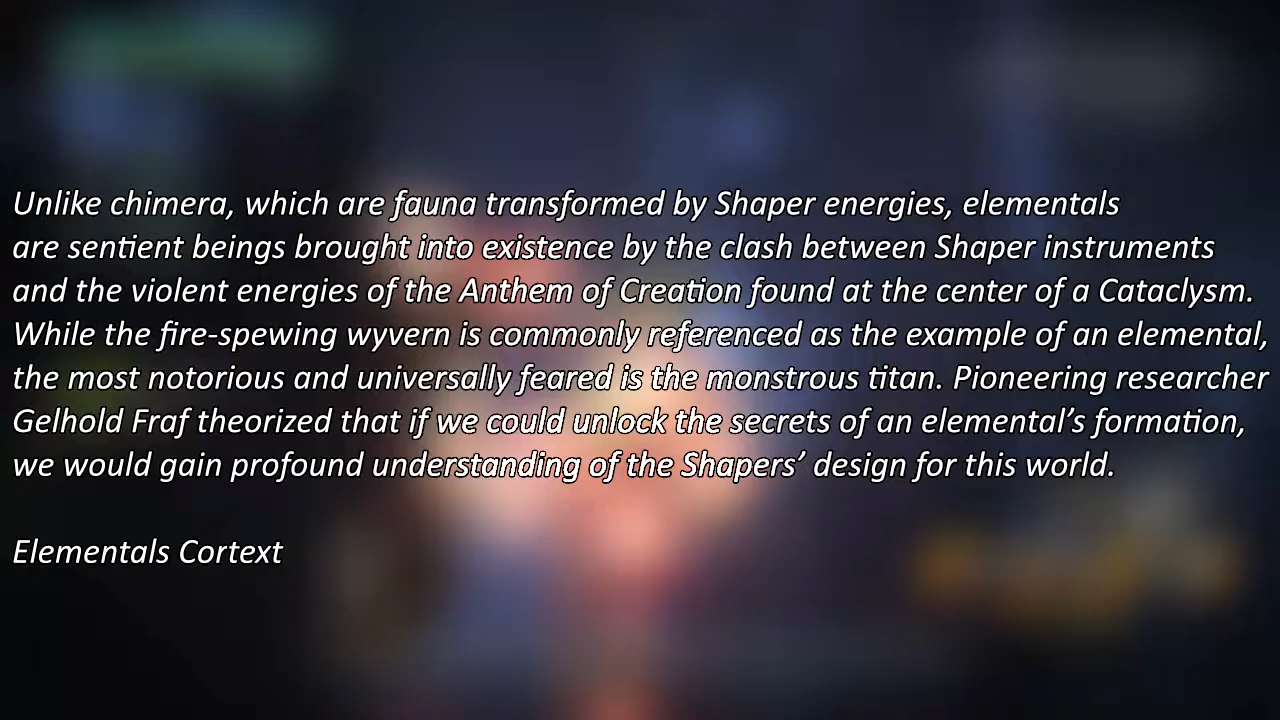 Unlike chimera, which are fauna transformed by Shaper energies, elementals
are sentient beings brought into existence by the clash between Shaper instruments
and the violent energies of the Anthem of Creation found at the center of a Cataclysm.
While the fire-spewing wyvern is commonly referenced as the example of an elemental,
the most notorious and universally feared is the monstrous titan. Pioneering researcher
Gelhold Fraf theorized that if we could unlock the secrets of an elemental’s formation,
we would gain profound understanding of the Shapers’ design for this world.
Elementals Cortext